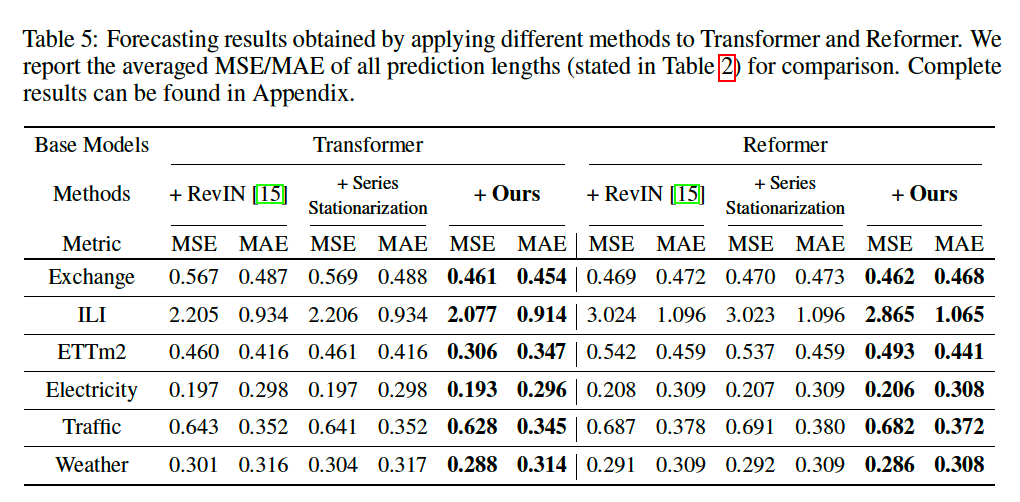 Table 5: Forecasting results obtained by applying different methods to Transformer and Reformer. We
report the averaged MSE/MAE of all prediction lengths (stated in Table 2) for comparison. Complete
results can be found in Appendix.
Base Models Transformer Reformer
Methods + RevIN [15] + Series Stationarization + Ours + RevIN [15] + Series Stationarization + Ours
Metric MSE MAE MSE MAE MSE MAE MSE MAE MSE MAE MSE MAE
Exchange 0.567 0.487 0.569 0.488 0.461 0.454 0.469 0.472 0.470 0.473 0.462 0.468
ILI 2.205 0.934 2.206 0.934 2.077 0.914 3.024 1.096 3.023 1.096 2.865 1.065
ETTm2 0.460 0.416 0.461 0.416 0.306 0.347 0.542 0.459 0.537 0.459 0.493 0.441
Electricity 0.197 0.298 0.197 0.298 0.193 0.296 0.208 0.309 0.207 0.309 0.206 0.308
Traffic 0.643 0.352 0.641 0.352 0.628 0.345 0.687 0.378 0.691 0.380 0.682 0.372
Weather 0.301 0.316 0.304 0.317 0.288 0.314 0.291 0.309 0.292 0.309 0.286 0.308